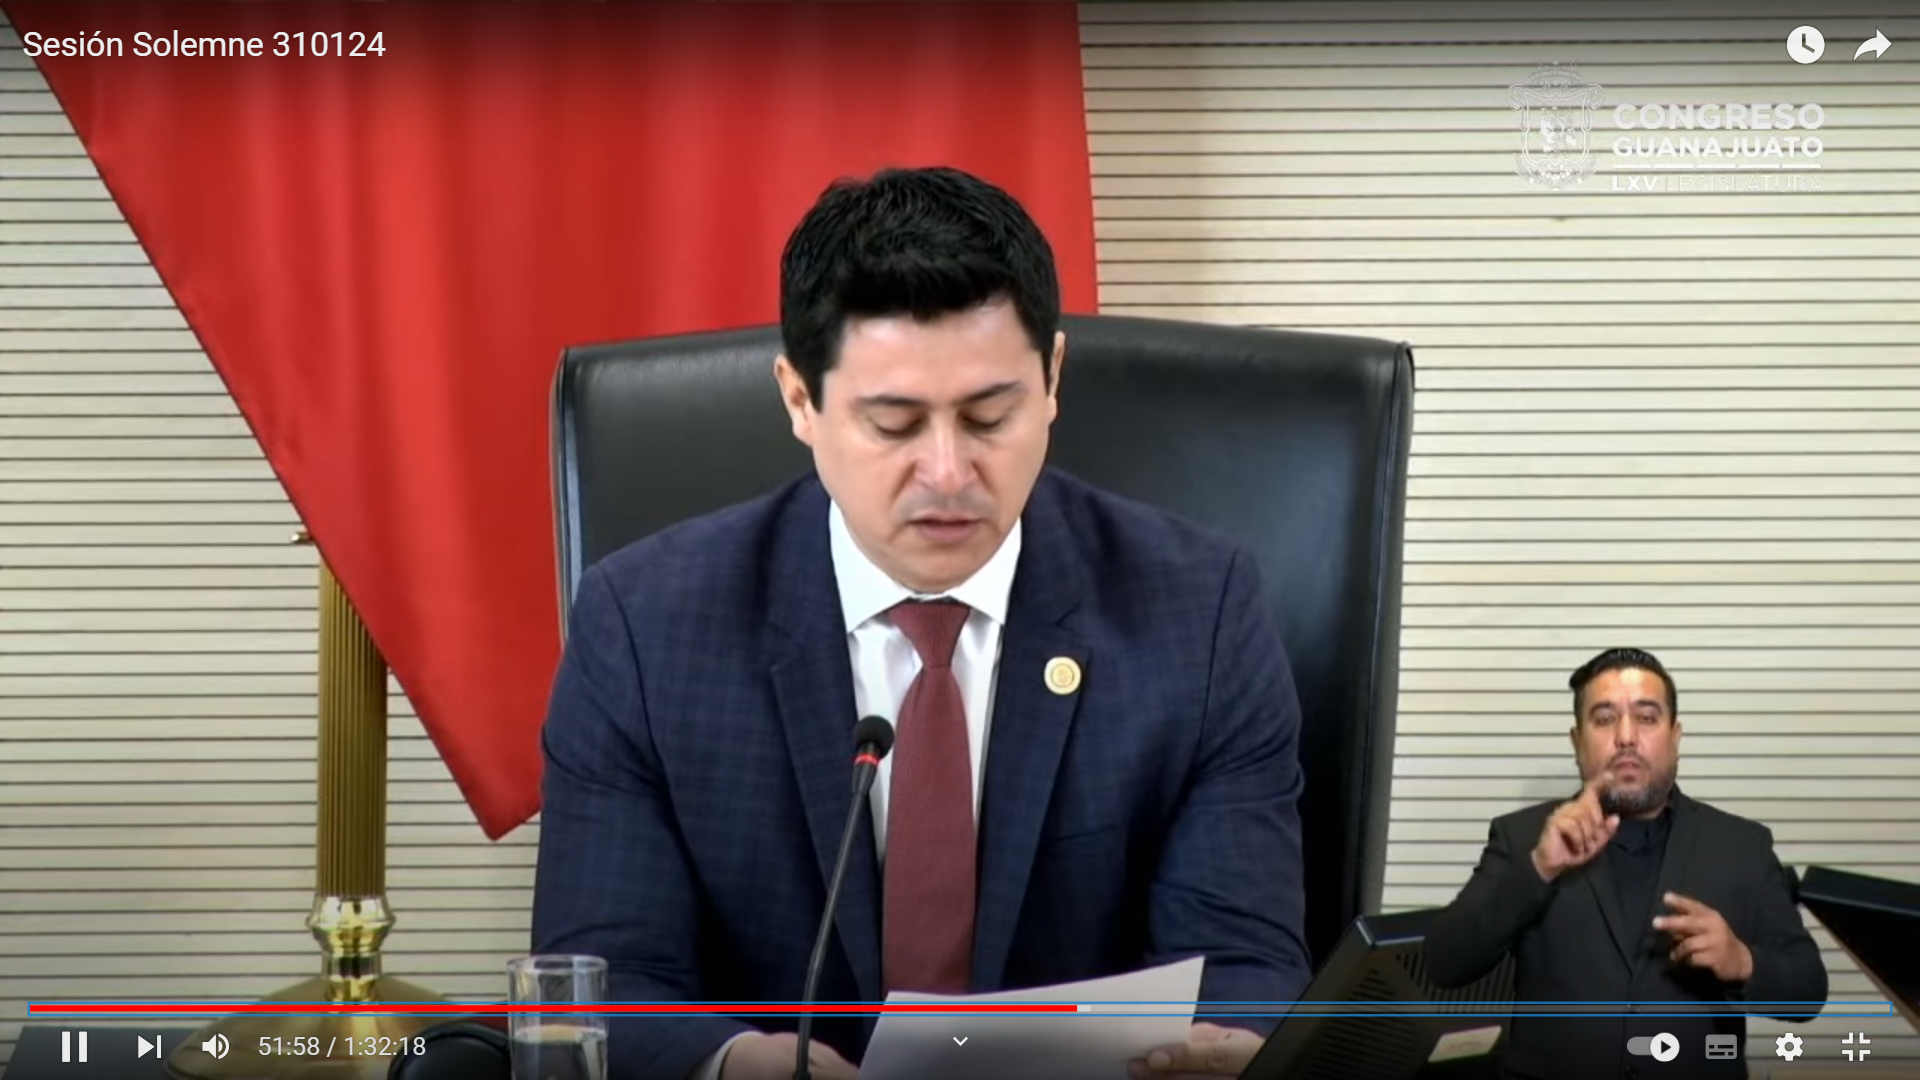 Sesión Solemne 310124
CONGRESO
GUANAJUATO
LXV LEGISLATURA
51:58 / 1:32:18